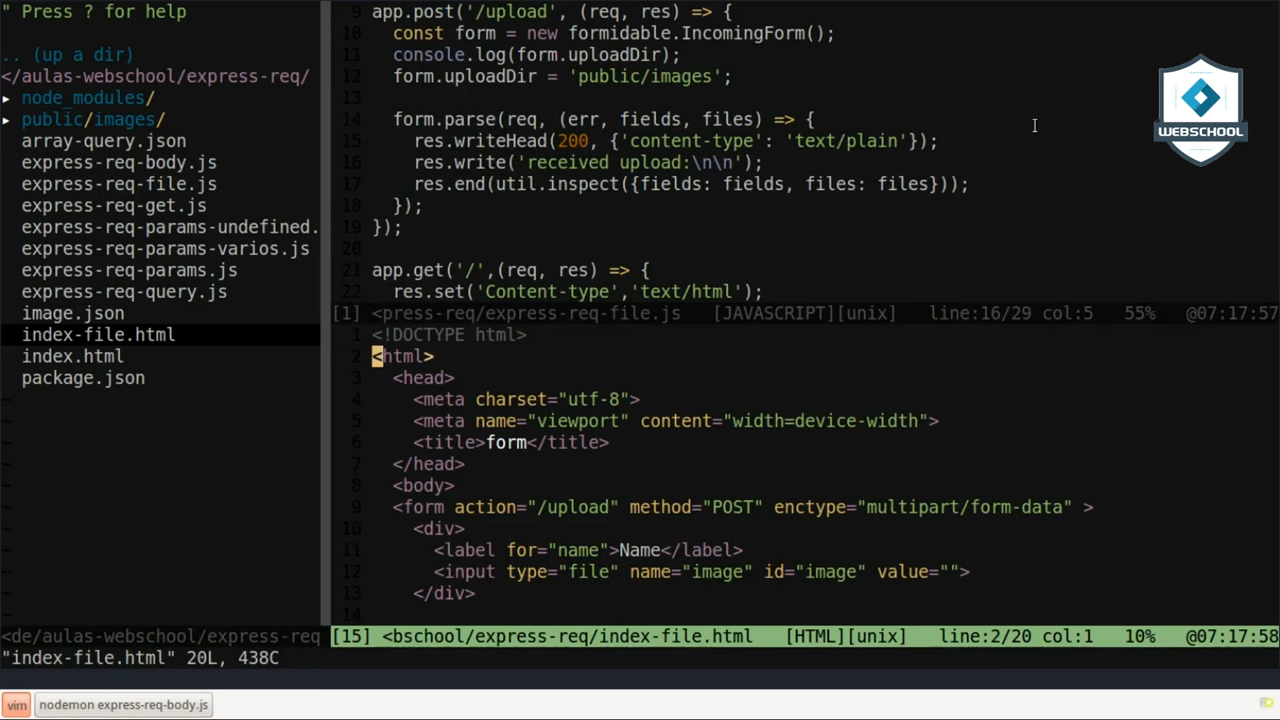 " Press ? for help
.. (up a dir)
</aulas-webschool/express-req/
▸ node_modules/
▸ public/images/
array-query.json
express-req-body.js
express-req-file.js
express-req-get.js
express-req-params-undefined.
express-req-params-varios.js
express-req-params.js
express-req-query.js
image.json
index-file.html
index.html
package.json
~
~
~
~
~
~
~
~
~
~
~
<de/aulas-webschool/express-req
9 app.post('/upload', (req, res) => {
10 const form = new formidable.IncomingForm();
11 console.log(form.uploadDir);
12 form.uploadDir = 'public/images';
13
14 form.parse(req, (err, fields, files) => {
15 res.writeHead(200, {'content-type': 'text/plain'});
16 res.write('received upload:\n\n');
17 res.end(util.inspect({fields: fields, files: files}));
18 });
19 });
20
21 app.get('/',(req, res) => {
22 res.set('Content-type','text/html');
[1] <press-req/express-req-file.js [JAVASCRIPT][unix] line:16/29 col:5 55% @07:17:57
1 <!DOCTYPE html>
2 <html>
3 <head>
4 <meta charset="utf-8">
5 <meta name="viewport" content="width=device-width">
6 <title>form</title>
7 </head>
8 <body>
9 <form action="/upload" method="POST" enctype="multipart/form-data" >
10 <div>
11 <label for="name">Name</label>
12 <input type="file" name="image" id="image" value="">
13 </div>
14
[15] <bschool/express-req/index-file.html [HTML][unix] line:2/20 col:1 10% @07:17:58
"index-file.html" 20L, 438C
WEBSCHOOL
vim
nodemon express-req-body.js